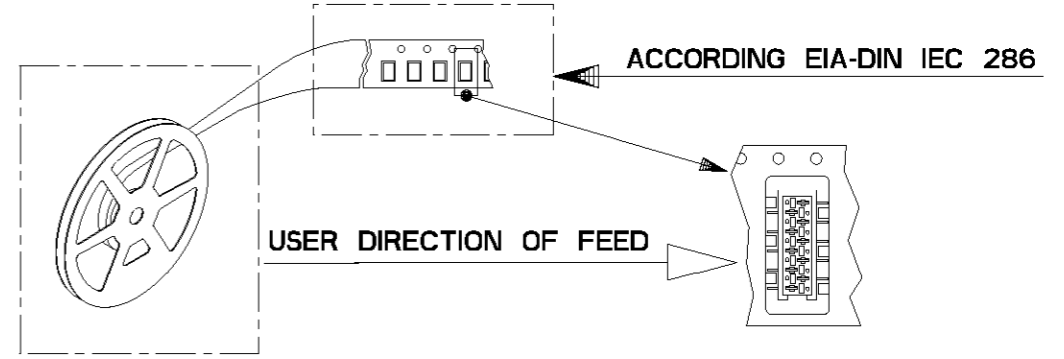 ACCORDING EIA-DIN IEC 286
USER DIRECTION OF FEED